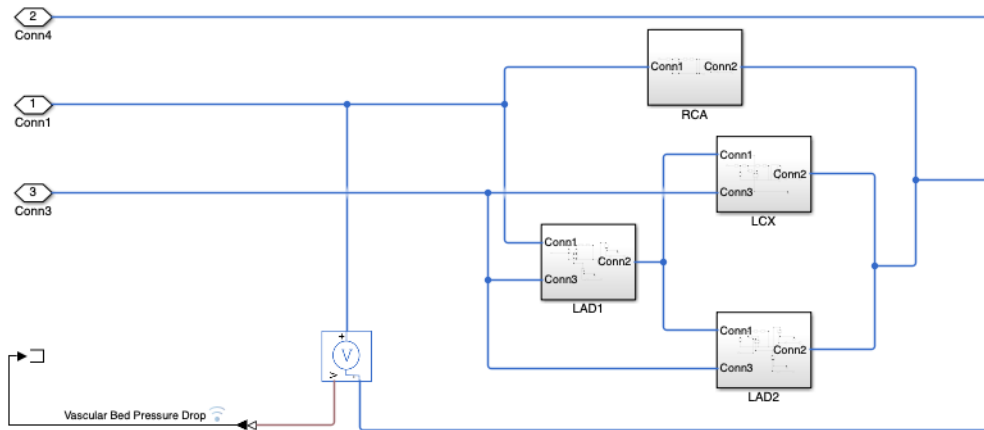 2
Conn4
Conn1 Conn2
RCA
1
Conn1
Conn1
Conn2
Conn3
LCX
3
Conn3
Conn1
Conn2
Conn3
LAD1
Conn1
Conn2
Conn3
LAD2
+
V
V
-
Vascular Bed Pressure Drop